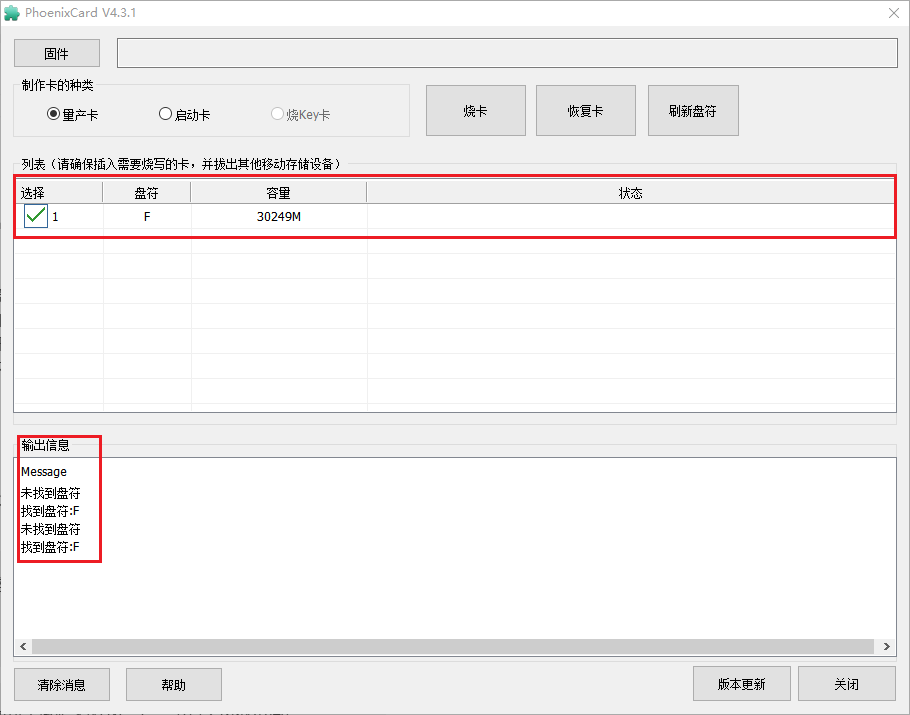 PhoenixCard V4.3.1
固件
制作卡的种类
量产卡 启动卡 烧Key卡
烧卡 恢复卡 刷新盘符
列表（请确保插入需要烧写的卡，并拔出其他移动存储设备）
选择 盘符 容量 状态
1 F 30249M
输出信息
Message
未找到盘符
找到盘符:F
未找到盘符
找到盘符:F
清除消息 帮助 版本更新 关闭